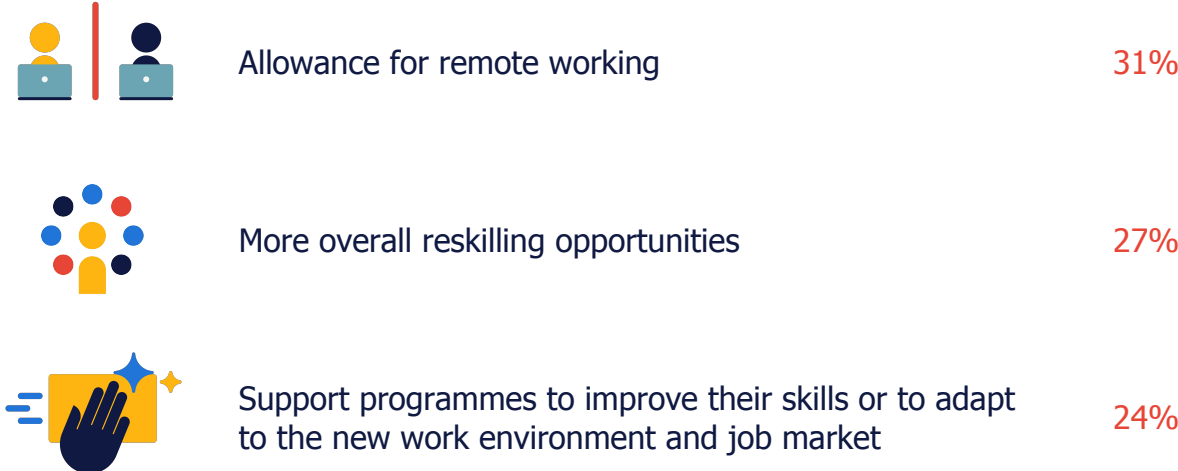 Allowance for remote working 31%
More overall reskilling opportunities 27%
Support programmes to improve their skills or to adapt
to the new work environment and job market 24%